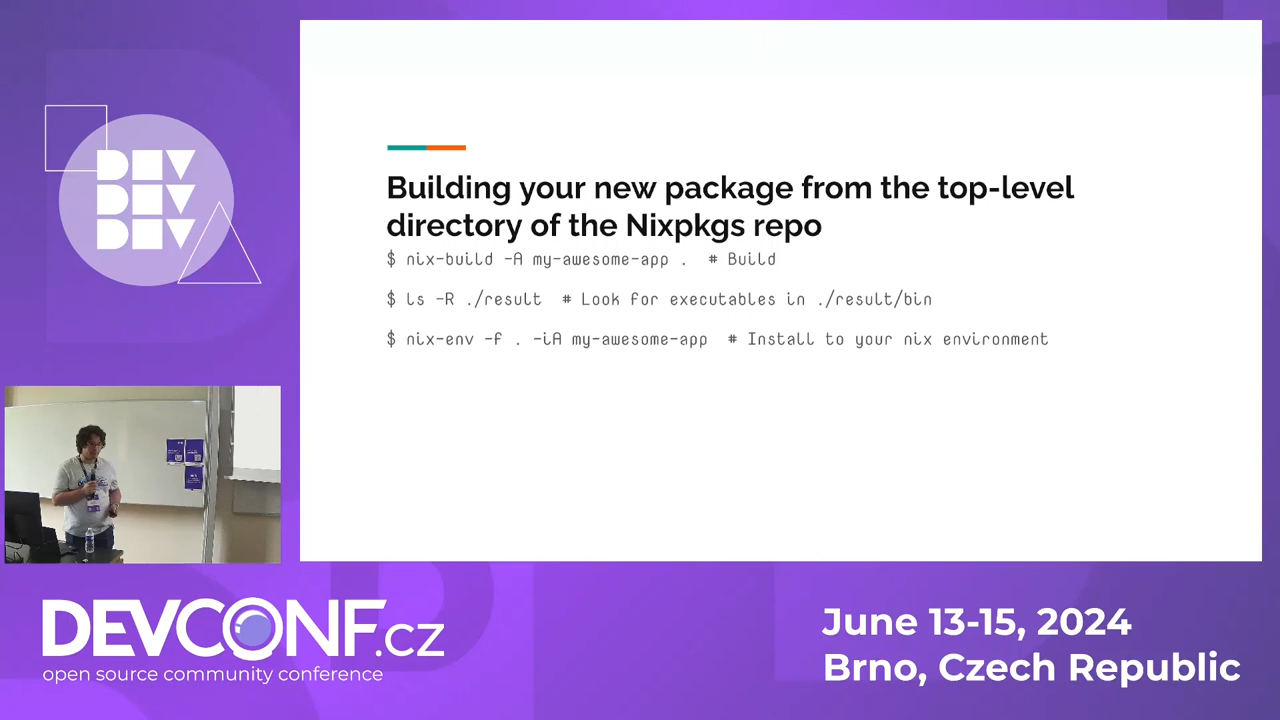 DEV
DEV
DEV
Building your new package from the top-level
directory of the Nixpkgs repo
$ nix-build -A my-awesome-app . # Build
$ ls -R ./result # Look for executables in ./result/bin
$ nix-env -f . -iA my-awesome-app # Install to your nix environment
DEVCONF.cz
open source community conference
June 13-15, 2024
Brno, Czech Republic